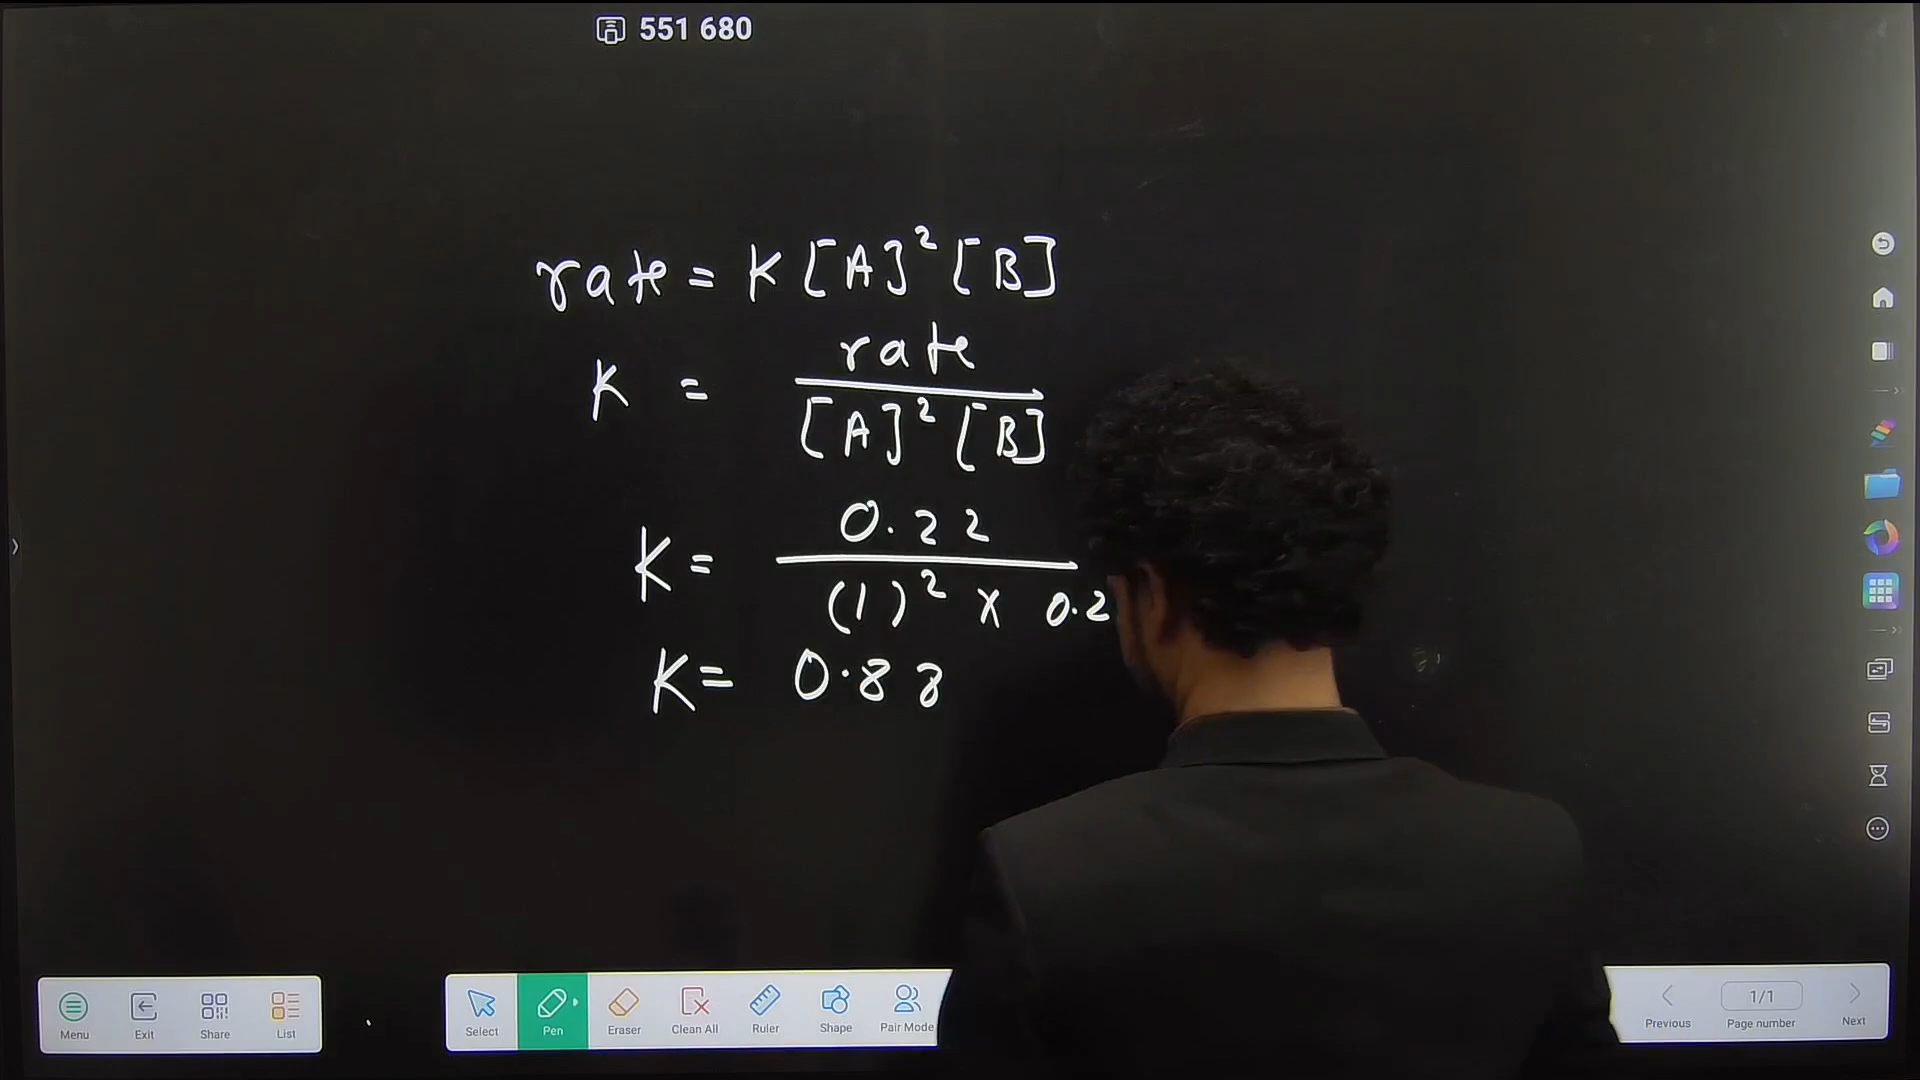 551 680
rate = K [A]² [B]
K = rate / [A]² [B]
K = 0.22 / (1)² x 0.2
K = 0.88
Menu
Exit
Share
List
Select
Pen
Eraser
Clean All
Ruler
Shape
Pair Mode
Previous
1/1
Page number
Next